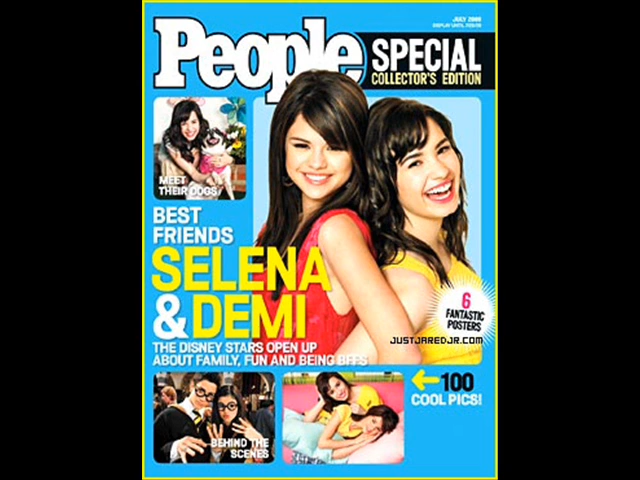 People
JULY 2009
SPECIAL
COLLECTOR'S EDITION
MEET
THEIR DOGS
BEST
FRIENDS
SELENA
& DEMI
THE DISNEY STARS OPEN UP
ABOUT FAMILY, FUN AND BEING BFFS
6
FANTASTIC
POSTERS
JUSTJAREDJR.COM
100
COOL PICS!
BEHIND THE
SCENES